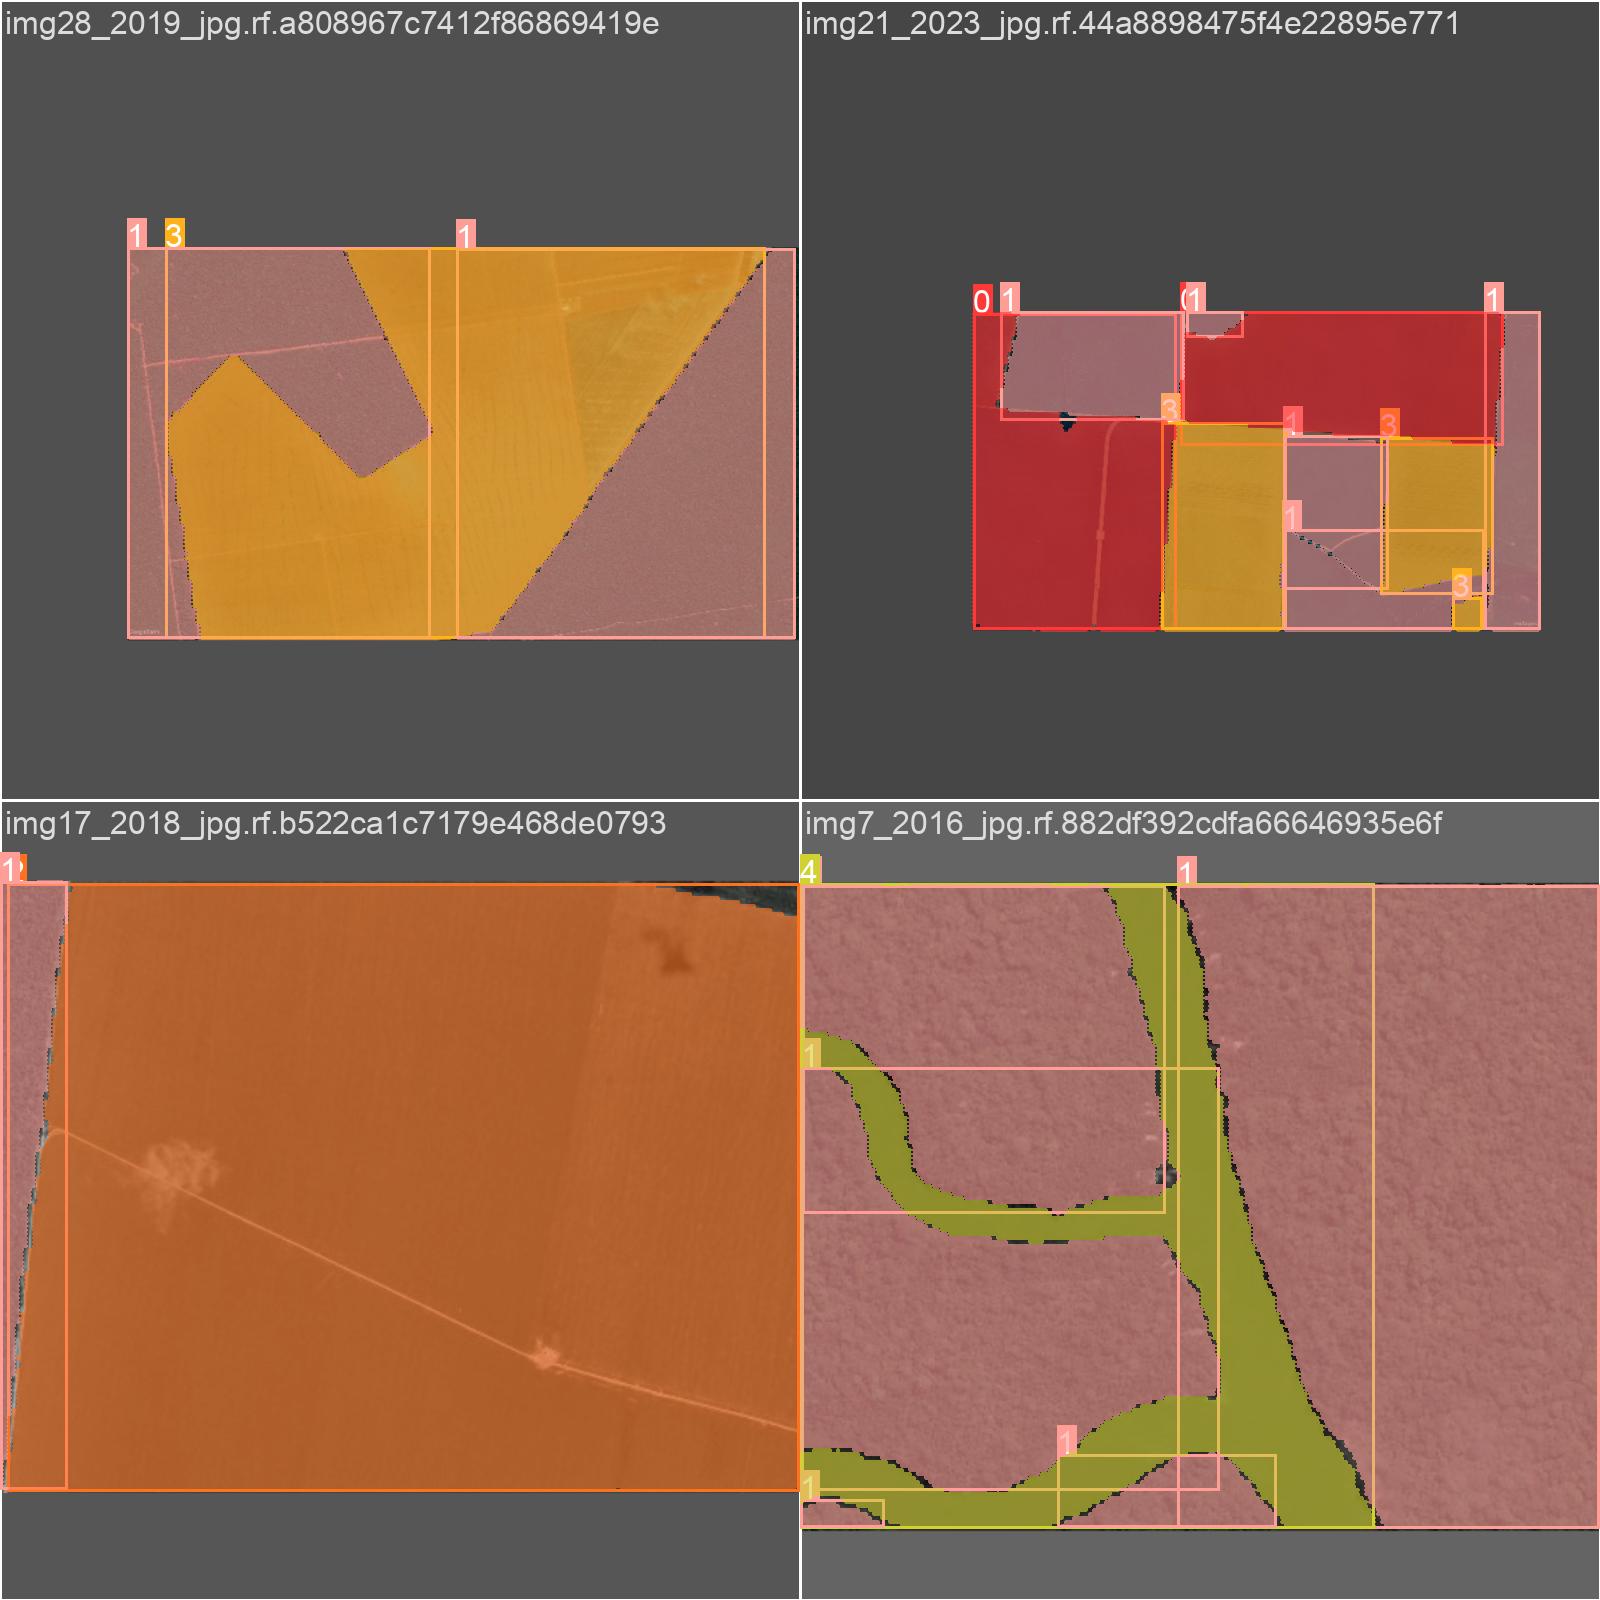 img28_2019_jpg.rf.a808967c7412f86869419e
img21_2023_jpg.rf.44a8898475f4e22895e771
1 3 1
0 1 1 1
3 1 3
1
3
img17_2018_jpg.rf.b522ca1c7179e468de0793
img7_2016_jpg.rf.882df392cdfa66646935e6f
1
4 1
1
1
1